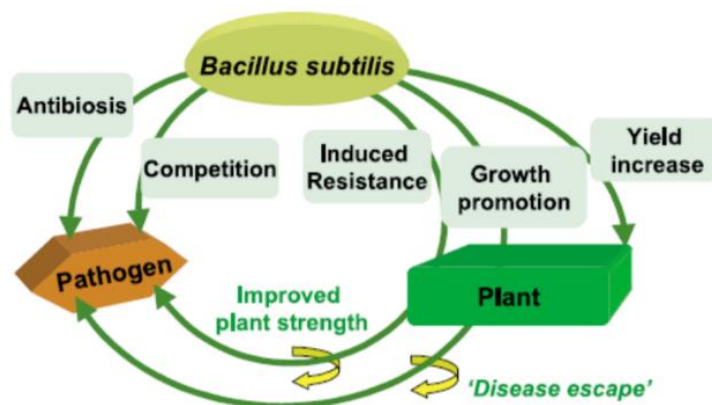 Bacillus subtilis
Antibiosis
Competition
Induced
Resistance
Growth
promotion
Yield
increase
Pathogen
Plant
Improved
plant strength
'Disease escape'